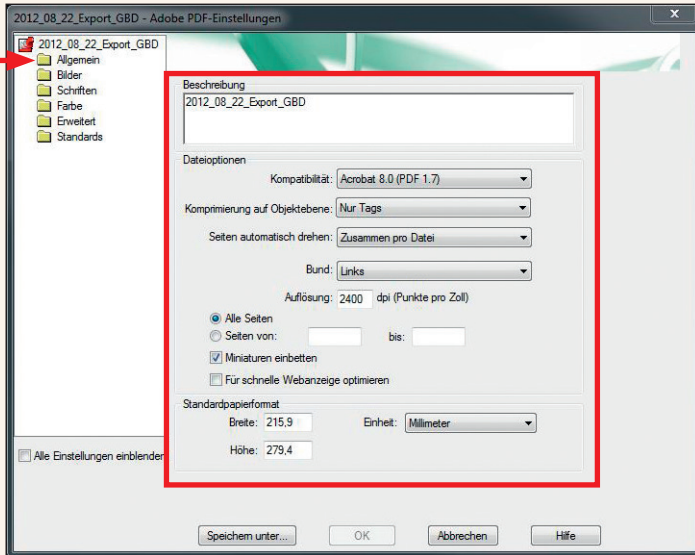 2012_08_22_Export_GBD - Adobe PDF-Einstellungen
x
2012_08_22_Export_GBD
Allgemein
Bilder
Schriften
Farbe
Erweitert
Standards
Alle Einstellungen einblenden
Beschreibung
2012_08_22_Export_GBD
Dateioptionen
Kompatibilität: Acrobat 8.0 (PDF 1.7)
Komprimierung auf Objektebene: Nur Tags
Seiten automatisch drehen: Zusammen pro Datei
Bund: Links
Auflösung: 2400 dpi (Punkte pro Zoll)
Alle Seiten
Seiten von: bis:
Miniaturen einbetten
Für schnelle Webanzeige optimieren
Standardpapierformat
Breite: 215,9 Einheit: Millimeter
Höhe: 279,4
Speichern unter... OK Abbrechen Hilfe